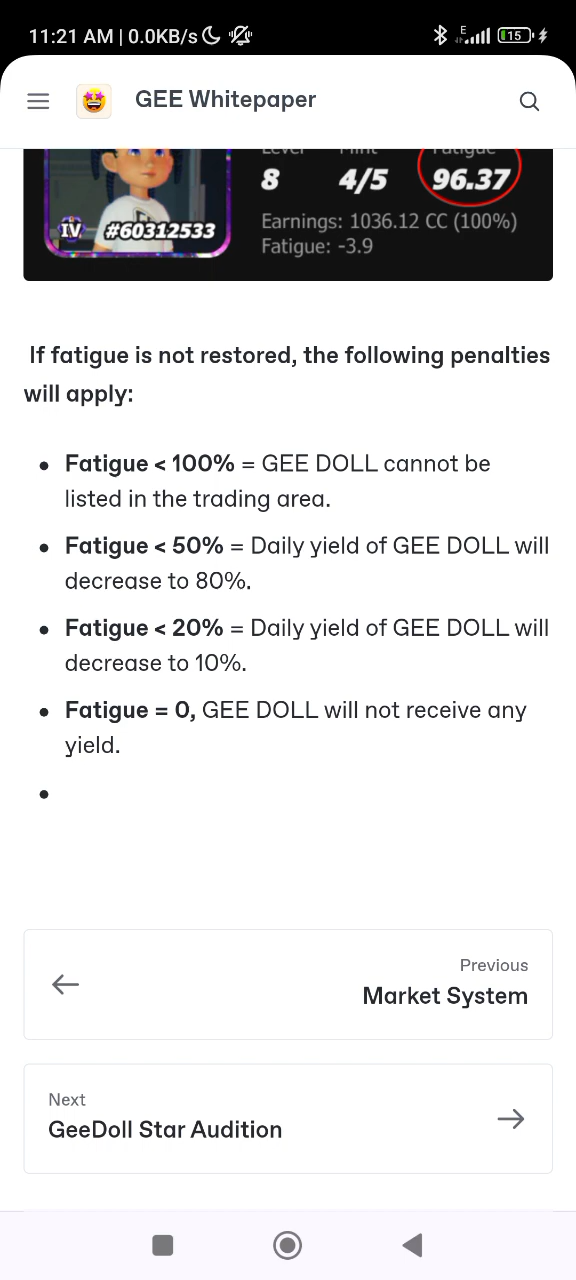 11:21 AM | 0.0KB/s
E
15
GEE Whitepaper
Level Mint Fatigue
8 4/5 96.37
IV #60312533
Earnings: 1036.12 CC (100%)
Fatigue: -3.9
If fatigue is not restored, the following penalties
will apply:
• Fatigue < 100% = GEE DOLL cannot be
listed in the trading area.
• Fatigue < 50% = Daily yield of GEE DOLL will
decrease to 80%.
• Fatigue < 20% = Daily yield of GEE DOLL will
decrease to 10%.
• Fatigue = 0, GEE DOLL will not receive any
yield.
•
Previous
Market System
Next
GeeDoll Star Audition